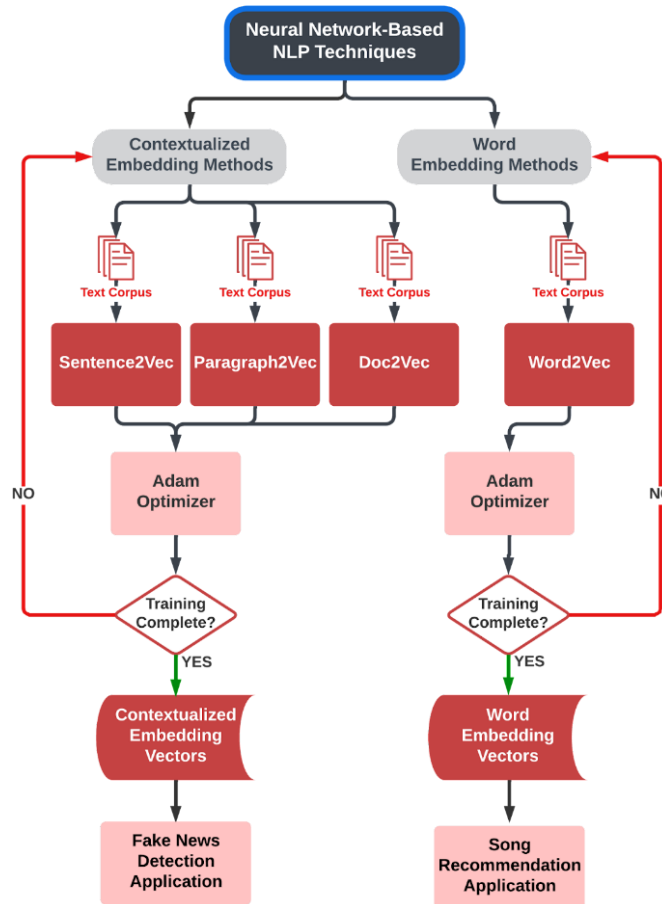 Neural Network-Based
NLP Techniques
Contextualized
Embedding Methods
Word
Embedding Methods
Text Corpus
Text Corpus
Text Corpus
Text Corpus
Sentence2Vec
Paragraph2Vec
Doc2Vec
Word2Vec
Adam
Optimizer
Adam
Optimizer
NO
NO
Training
Complete?
Training
Complete?
YES
YES
Contextualized
Embedding
Vectors
Word
Embedding
Vectors
Fake News
Detection
Application
Song
Recommendation
Application